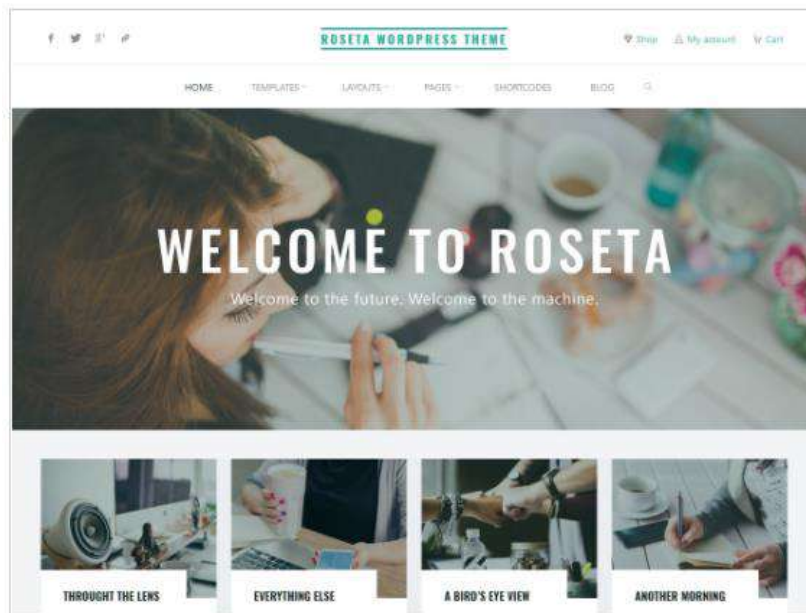 ROSETA WORDPRESS THEME
Shop My account Cart
HOME TEMPLATES LAYOUTS PAGES SHORTCODES BLOG
WELCOME TO ROSETA
Welcome to the future. Welcome to the machine.
THROUGHT THE LENS EVERYTHING ELSE A BIRD'S EYE VIEW ANOTHER MORNING